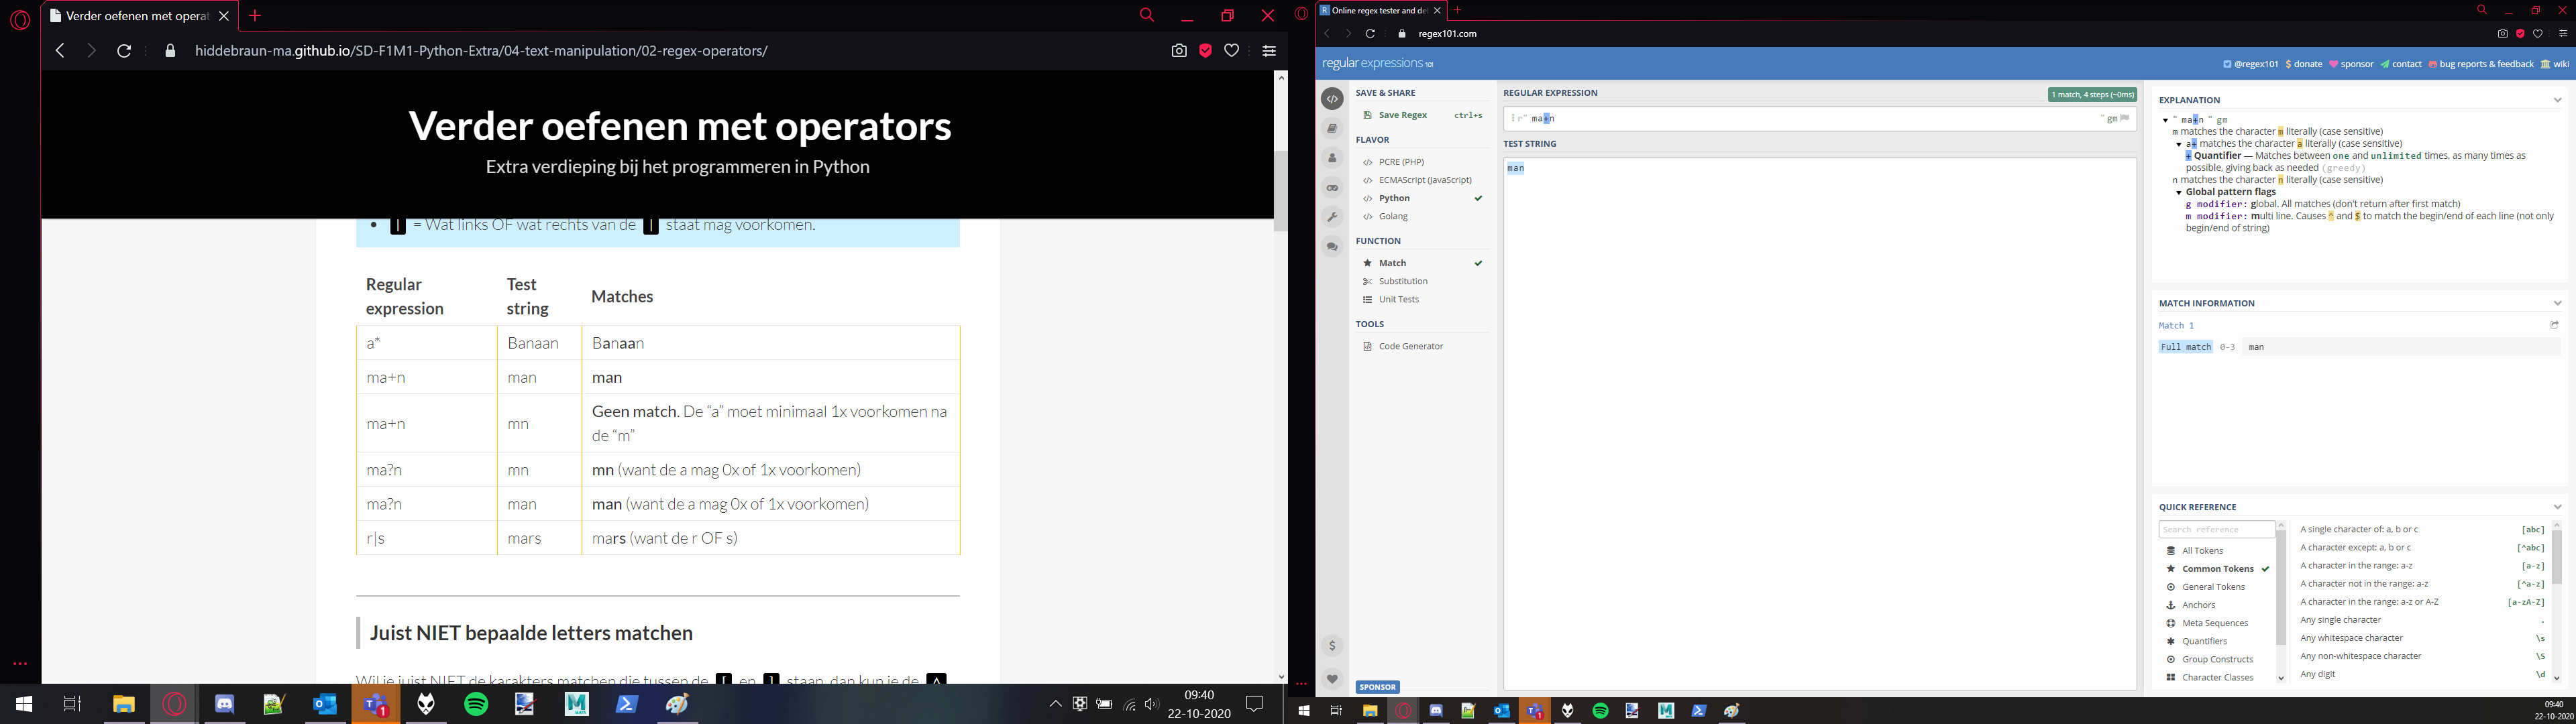 Verder oefenen met operat
hiddebraun-ma.github.io/SD-F1M1-Python-Extra/04-text-manipulation/02-regex-operators/
Verder oefenen met operators
Extra verdieping bij het programmeren in Python
| = Wat links OF wat rechts van de | staat mag voorkomen.
Regular expression
Test string
Matches
a*
Banaan
Banaan
ma+n
man
man
ma+n
mn
Geen match. De “a” moet minimaal 1x voorkomen na
de “m”
ma?n
mn
mn (want de a mag 0x of 1x voorkomen)
ma?n
man
man (want de a mag 0x of 1x voorkomen)
r|s
mars
mars (want de r OF s)
Juist NIET bepaalde letters matchen
Wil je juist NIET de karakters matchen die tussen de [ en ] staan, dan kun je de ^
09:40
22-10-2020
Online regex tester and de
regex101.com
regular expressions 101
@regex101
donate
sponsor
contact
bug reports & feedback
wiki
SAVE & SHARE
Save Regex
ctrl+s
FLAVOR
PCRE (PHP)
ECMAScript (JavaScript)
Python
Golang
FUNCTION
Match
Substitution
Unit Tests
TOOLS
Code Generator
SPONSOR
REGULAR EXPRESSION
1 match, 4 steps (~0ms)
r" ma+n
" gm
TEST STRING
man
EXPLANATION
" ma+n " gm
m matches the character m literally (case sensitive)
a+ matches the character a literally (case sensitive)
+ Quantifier — Matches between one and unlimited times, as many times as
possible, giving back as needed (greedy)
n matches the character n literally (case sensitive)
Global pattern flags
g modifier: global. All matches (don't return after first match)
m modifier: multi line. Causes ^ and $ to match the begin/end of each line (not only
begin/end of string)
MATCH INFORMATION
Match 1
Full match
0-3
man
QUICK REFERENCE
Search reference
All Tokens
Common Tokens
General Tokens
Anchors
Meta Sequences
Quantifiers
Group Constructs
Character Classes
A single character of: a, b or c
[abc]
A character except: a, b or c
[^abc]
A character in the range: a-z
[a-z]
A character not in the range: a-z
[^a-z]
A character in the range: a-z or A-Z
[a-zA-Z]
Any single character
.
Any whitespace character
\s
Any non-whitespace character
\S
Any digit
\d
09:40
22-10-2020